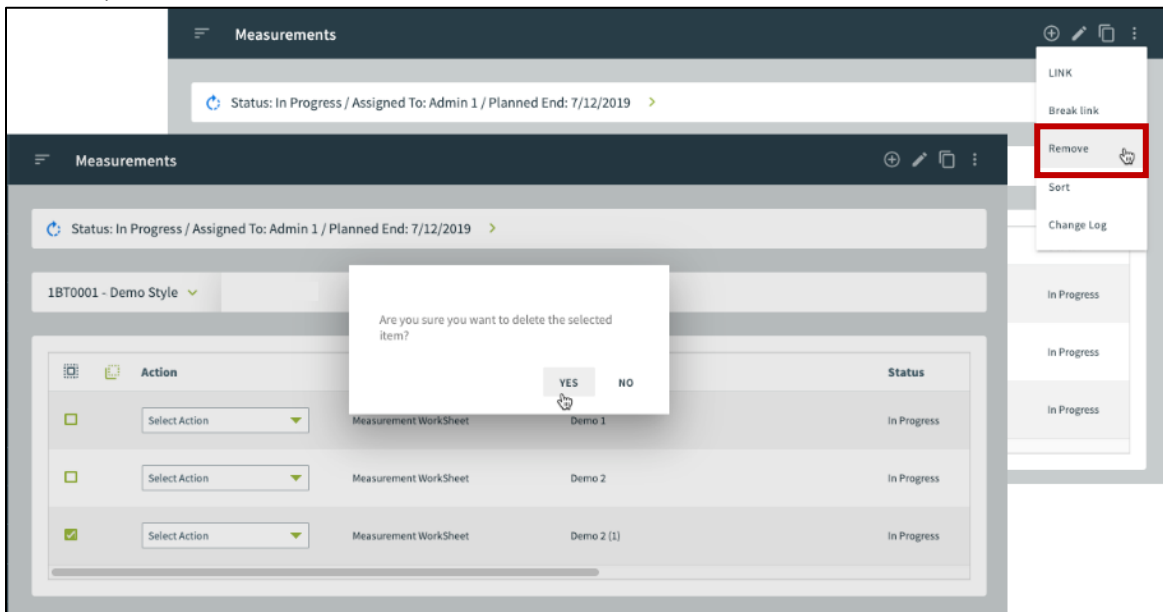 Measurements
LINK
Status: In Progress / Assigned To: Admin 1 / Planned End: 7/12/2019 >
Break link
Remove
Sort
Change Log
In Progress
In Progress
In Progress
Measurements
Status: In Progress / Assigned To: Admin 1 / Planned End: 7/12/2019 >
1BT0001 - Demo Style
Are you sure you want to delete the selected
item?
YES NO
Action Status
Select Action Measurement WorkSheet Demo 1 In Progress
Select Action Measurement WorkSheet Demo 2 In Progress
Select Action Measurement WorkSheet Demo 2 (1) In Progress